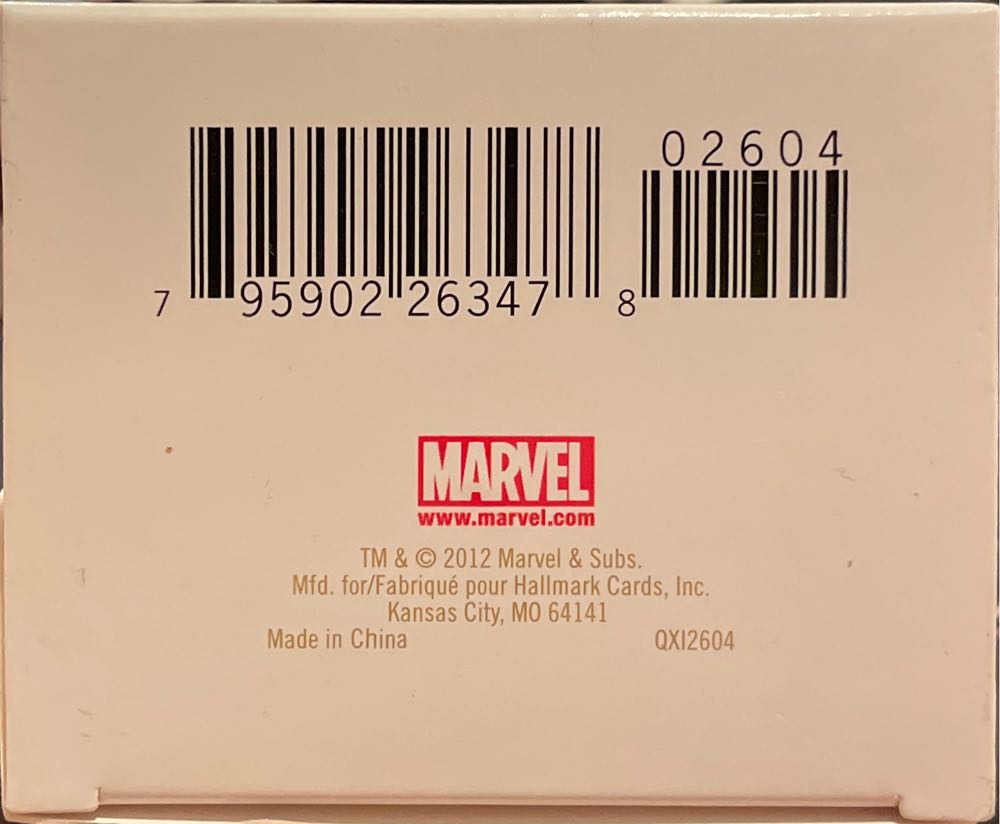 02604
7 95902 26347 8
MARVEL
www.marvel.com
TM & © 2012 Marvel & Subs.
Mfd. for/Fabriqué pour Hallmark Cards, Inc.
Kansas City, MO 64141
Made in China QXI2604